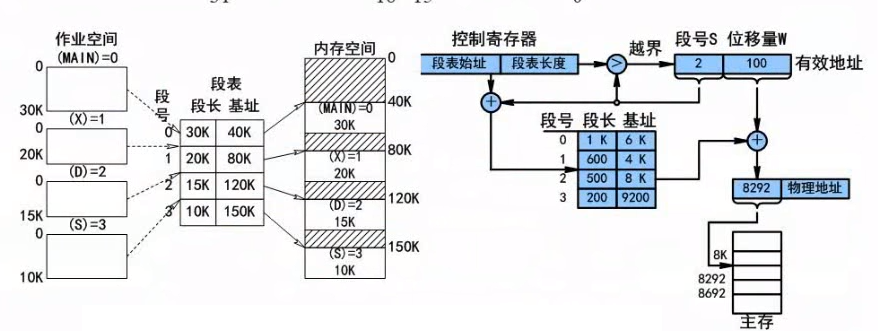 作业空间
(MAIN)=0
0
30K
(X)=1
0
20K
(D)=2
0
15K
(S)=3
0
10K
段表
段号
段长 基址
0 30K 40K
1 20K 80K
2 15K 120K
3 10K 150K
内存空间
0
40K
(MAIN)=0
30K
80K
(X)=1
20K
120K
(D)=2
15K
150K
(S)=3
10K
控制寄存器
段表始址 段表长度
>
越界
段号S 位移量W
2 100 有效地址
+
段号 段长 基址
0 1 K 6 K
1 600 4 K
2 500 8 K
3 200 9200
+
8292 物理地址
8K
8292
8692
主存